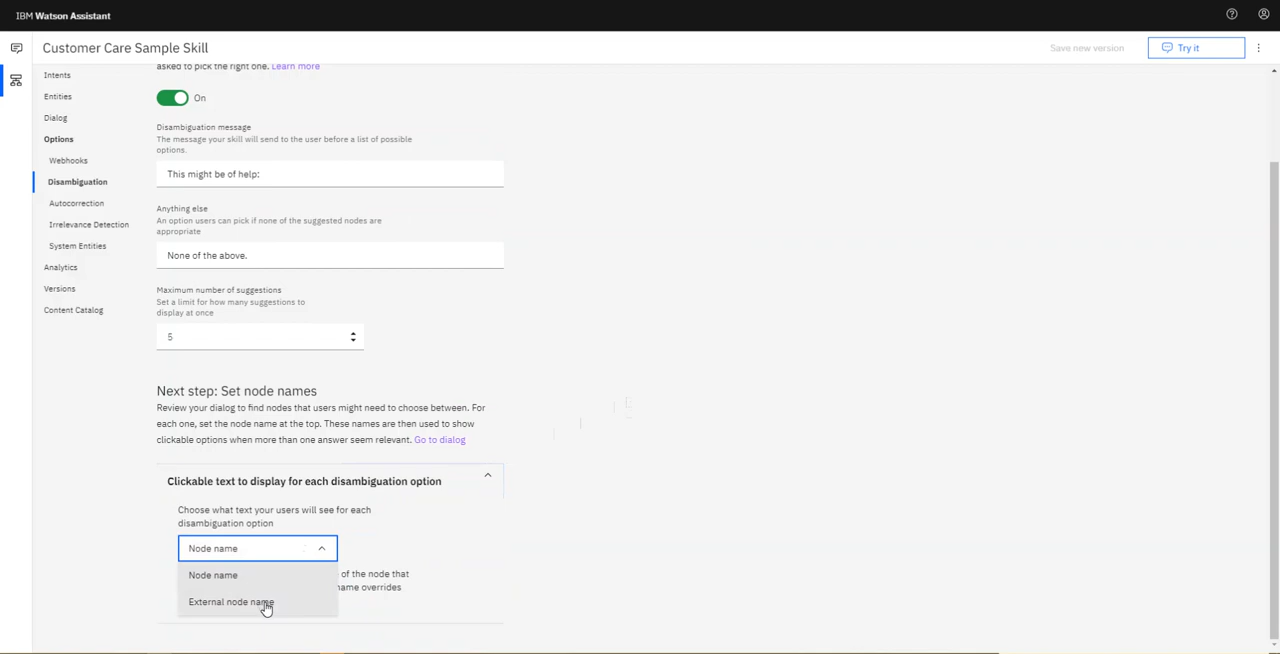 IBM Watson Assistant
Customer Care Sample Skill
Save new version
Try it
Intents
Entities
Dialog
Options
Webhooks
Disambiguation
Autocorrection
Irrelevance Detection
System Entities
Analytics
Versions
Content Catalog
asked to pick the right one. Learn more
On
Disambiguation message
The message your skill will send to the user before a list of possible
options.
This might be of help:
Anything else
An option users can pick if none of the suggested nodes are
appropriate
None of the above.
Maximum number of suggestions
Set a limit for how many suggestions to
display at once
5
Next step: Set node names
Review your dialog to find nodes that users might need to choose between. For
each one, set the node name at the top. These names are then used to show
clickable options when more than one answer seem relevant. Go to dialog
Clickable text to display for each disambiguation option
Choose what text your users will see for each
disambiguation option
Node name
Node name
of the node that
name overrides
External node name